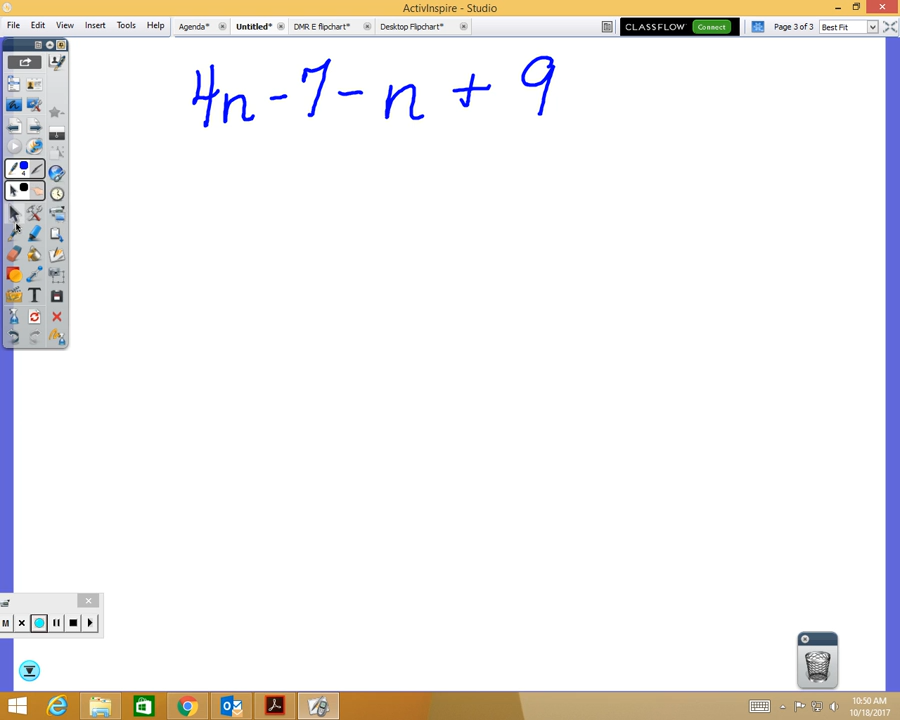 ActivInspire - Studio
File Edit View Insert Tools Help Agenda* Untitled* DMR E flipchart* Desktop Flipchart* CLASSFLOW Connect Page 3 of 3 Best Fit
4n - 7 - n + 9
4
T
M
10:50 AM
10/18/2017